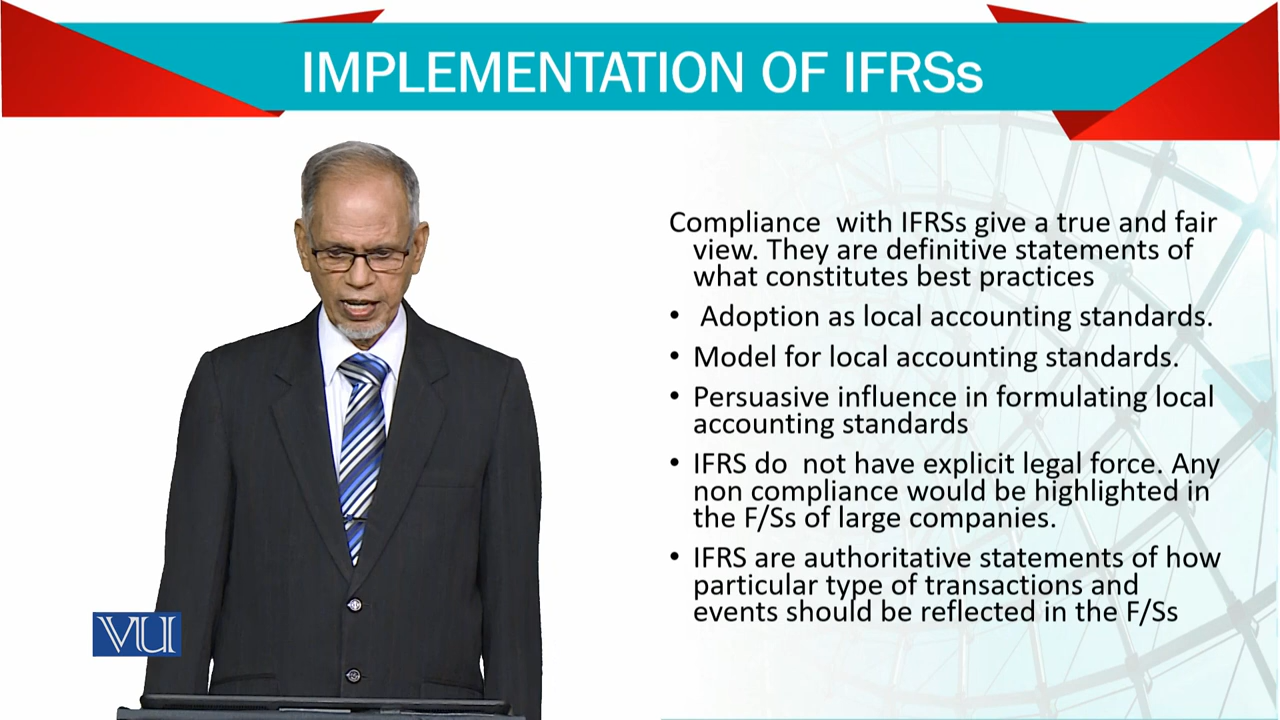 IMPLEMENTATION OF IFRSs
Compliance with IFRSs give a true and fair
view. They are definitive statements of
what constitutes best practices
• Adoption as local accounting standards.
• Model for local accounting standards.
• Persuasive influence in formulating local
accounting standards
• IFRS do not have explicit legal force. Any
non compliance would be highlighted in
the F/Ss of large companies.
• IFRS are authoritative statements of how
particular type of transactions and
events should be reflected in the F/Ss
VU